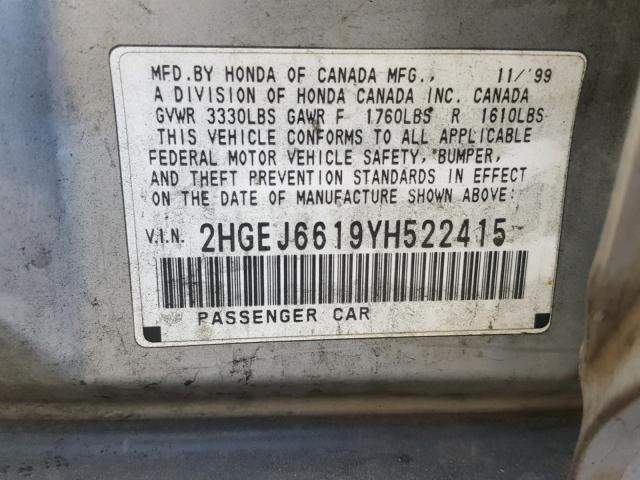 MFD. BY HONDA OF CANADA MFG., 11/'99
A DIVISION OF HONDA CANADA INC. CANADA
GVWR 3330LBS GAWR F 1760LBS R 1610LBS
THIS VEHICLE CONFORMS TO ALL APPLICABLE
FEDERAL MOTOR VEHICLE SAFETY, BUMPER,
AND THEFT PREVENTION STANDARDS IN EFFECT
ON THE DATE OF MANUFACTURE SHOWN ABOVE:
V.I.N. 2HGEJ6619YH522415
PASSENGER CAR